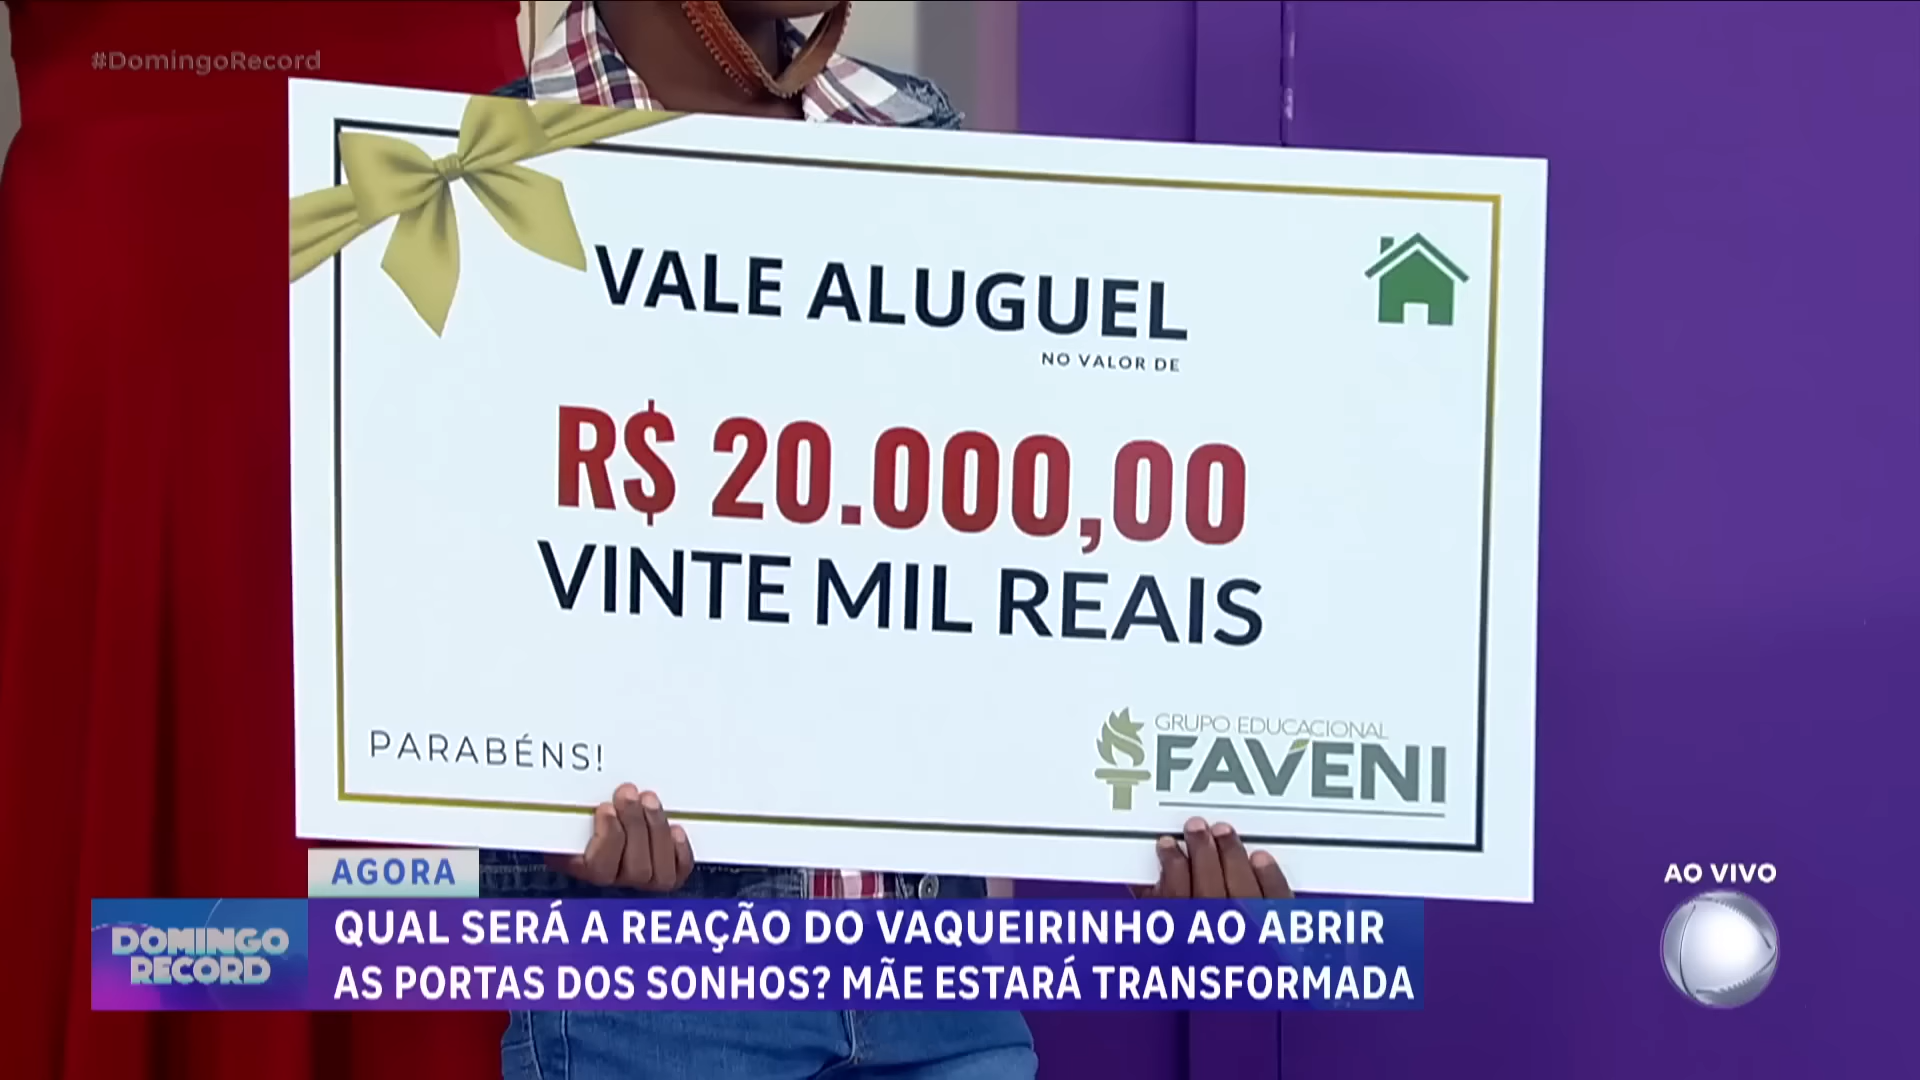 #DomingoRecord
VALE ALUGUEL
NO VALOR DE
R$ 20.000,00
VINTE MIL REAIS
PARABÉNS!
GRUPO EDUCACIONAL
FAVENI
AGORA
AO VIVO
DOMINGO
RECORD
QUAL SERÁ A REAÇÃO DO VAQUEIRINHO AO ABRIR
AS PORTAS DOS SONHOS? MÃE ESTARÁ TRANSFORMADA